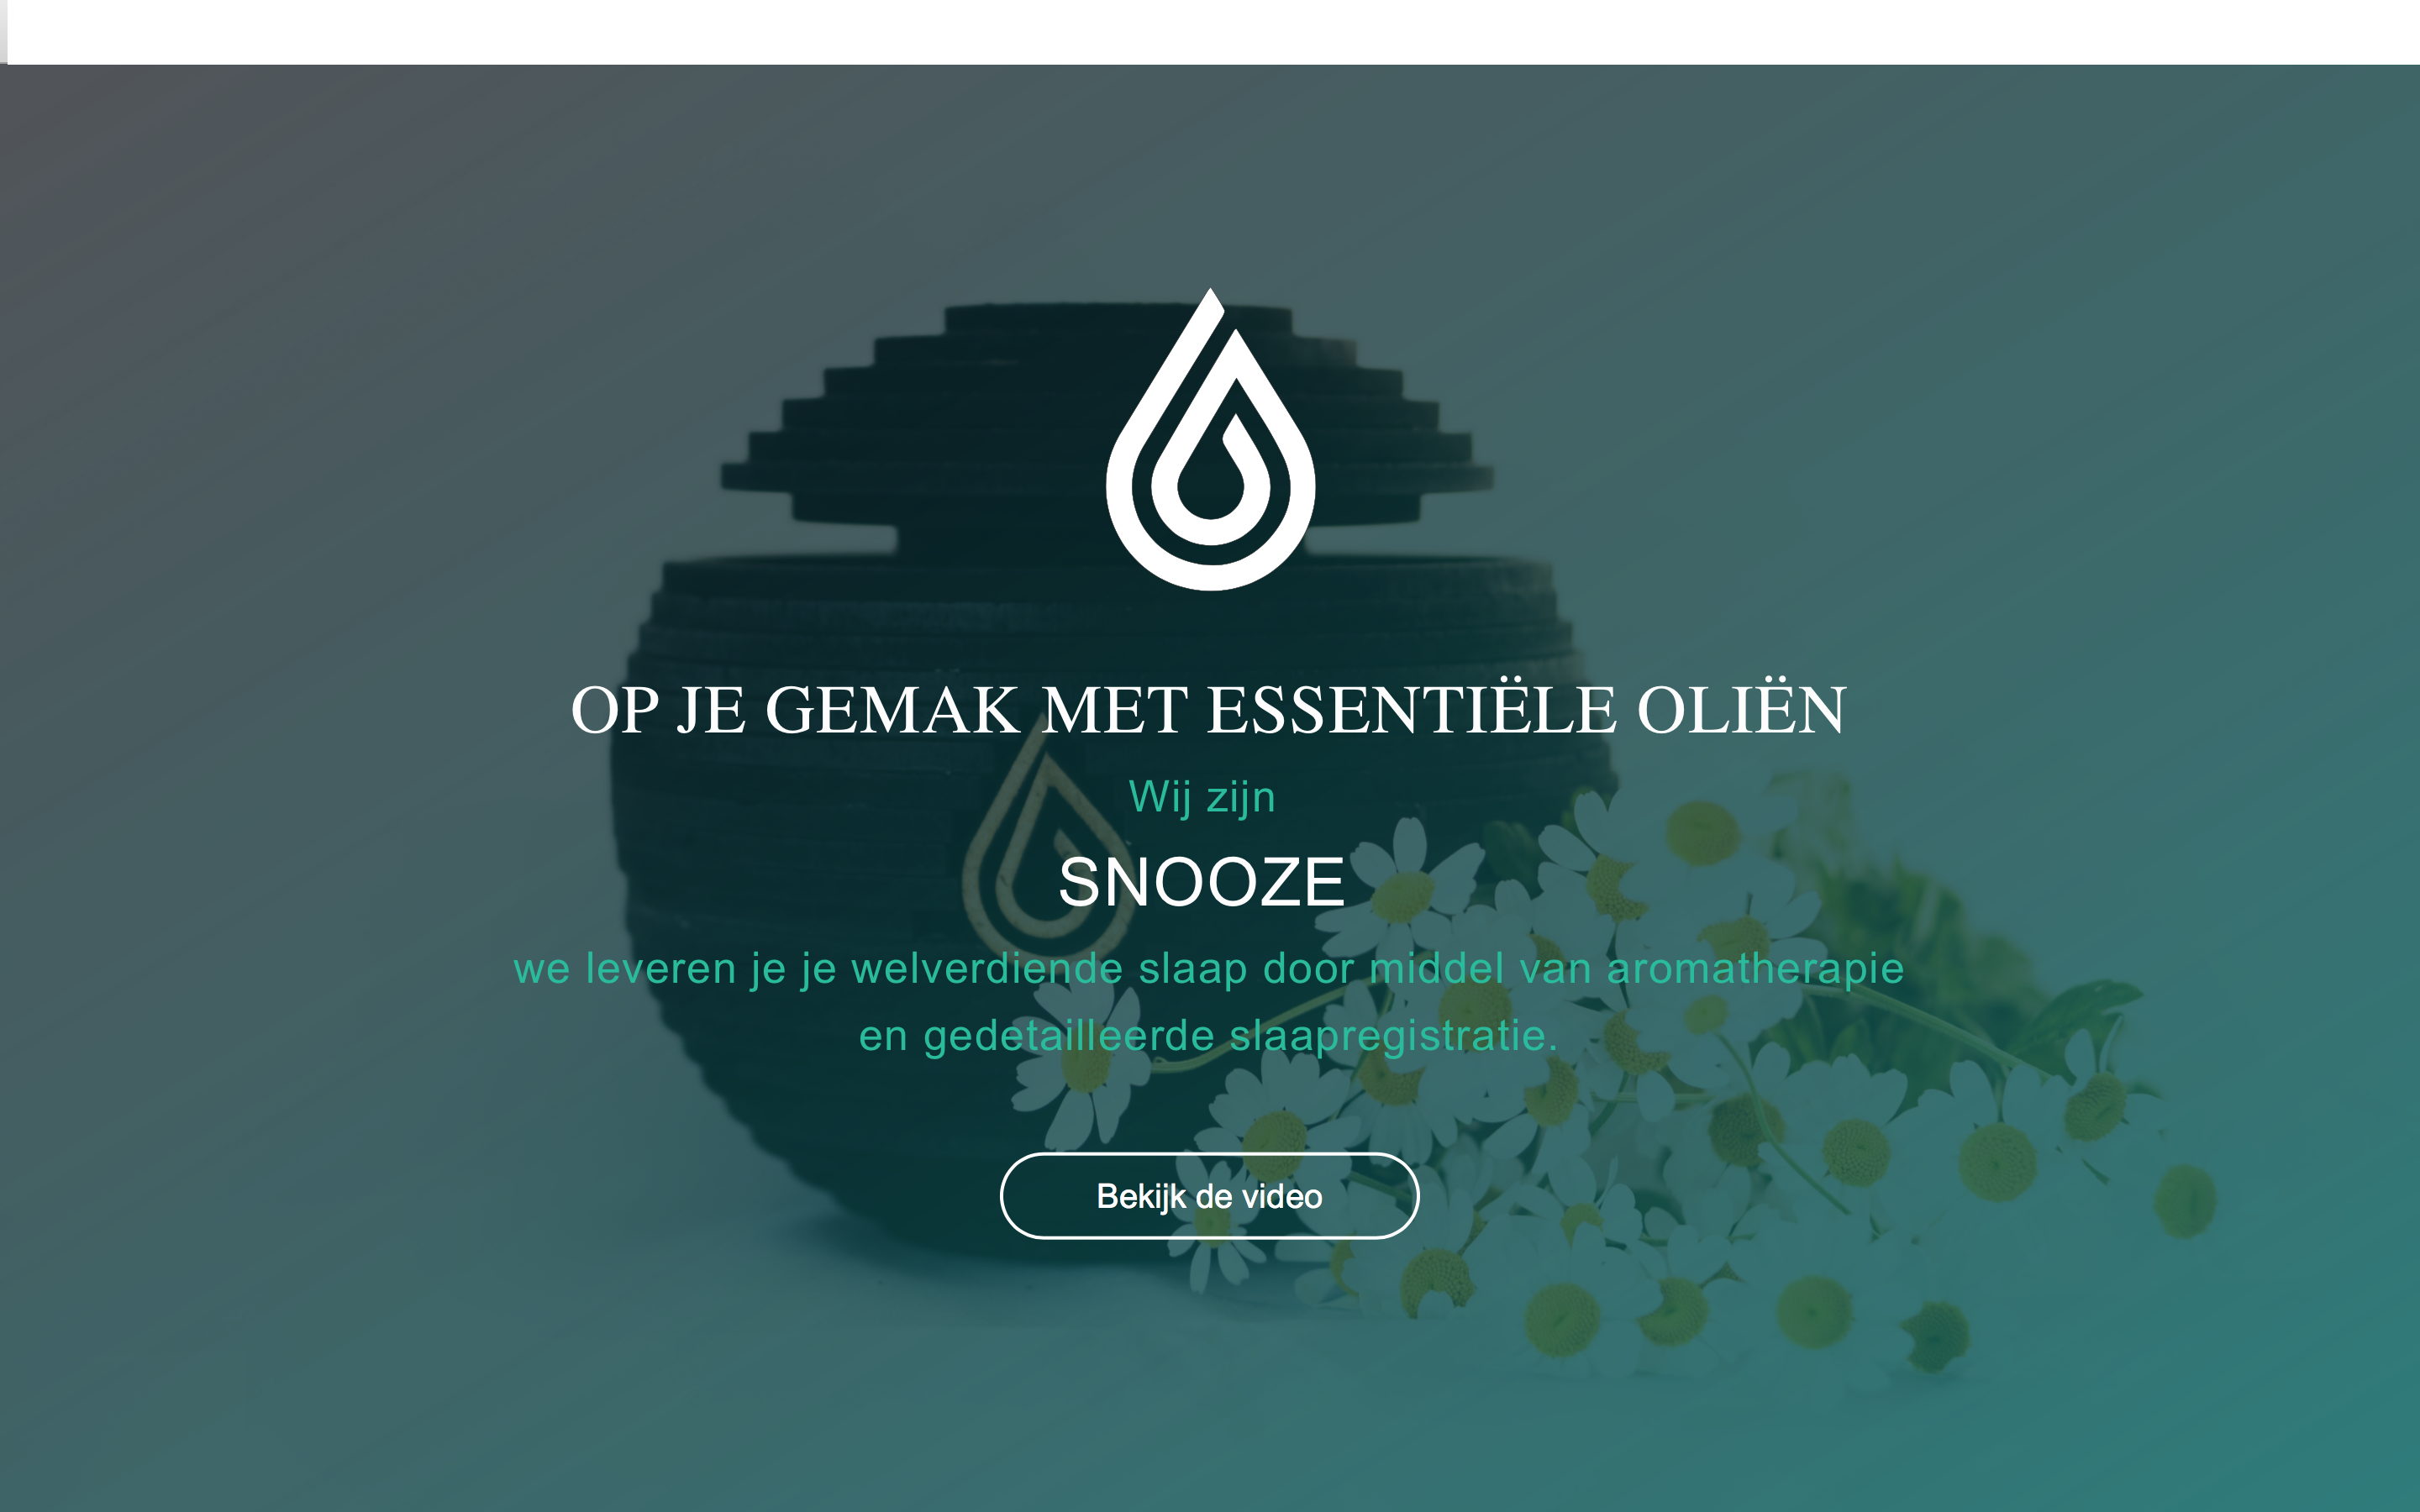 OP JE GEMAK MET ESSENTIËLE OLIËN
Wij zijn
SNOOZE
we leveren je je welverdiende slaap door middel van aromatherapie
en gedetailleerde slaapregistratie.
Bekijk de video